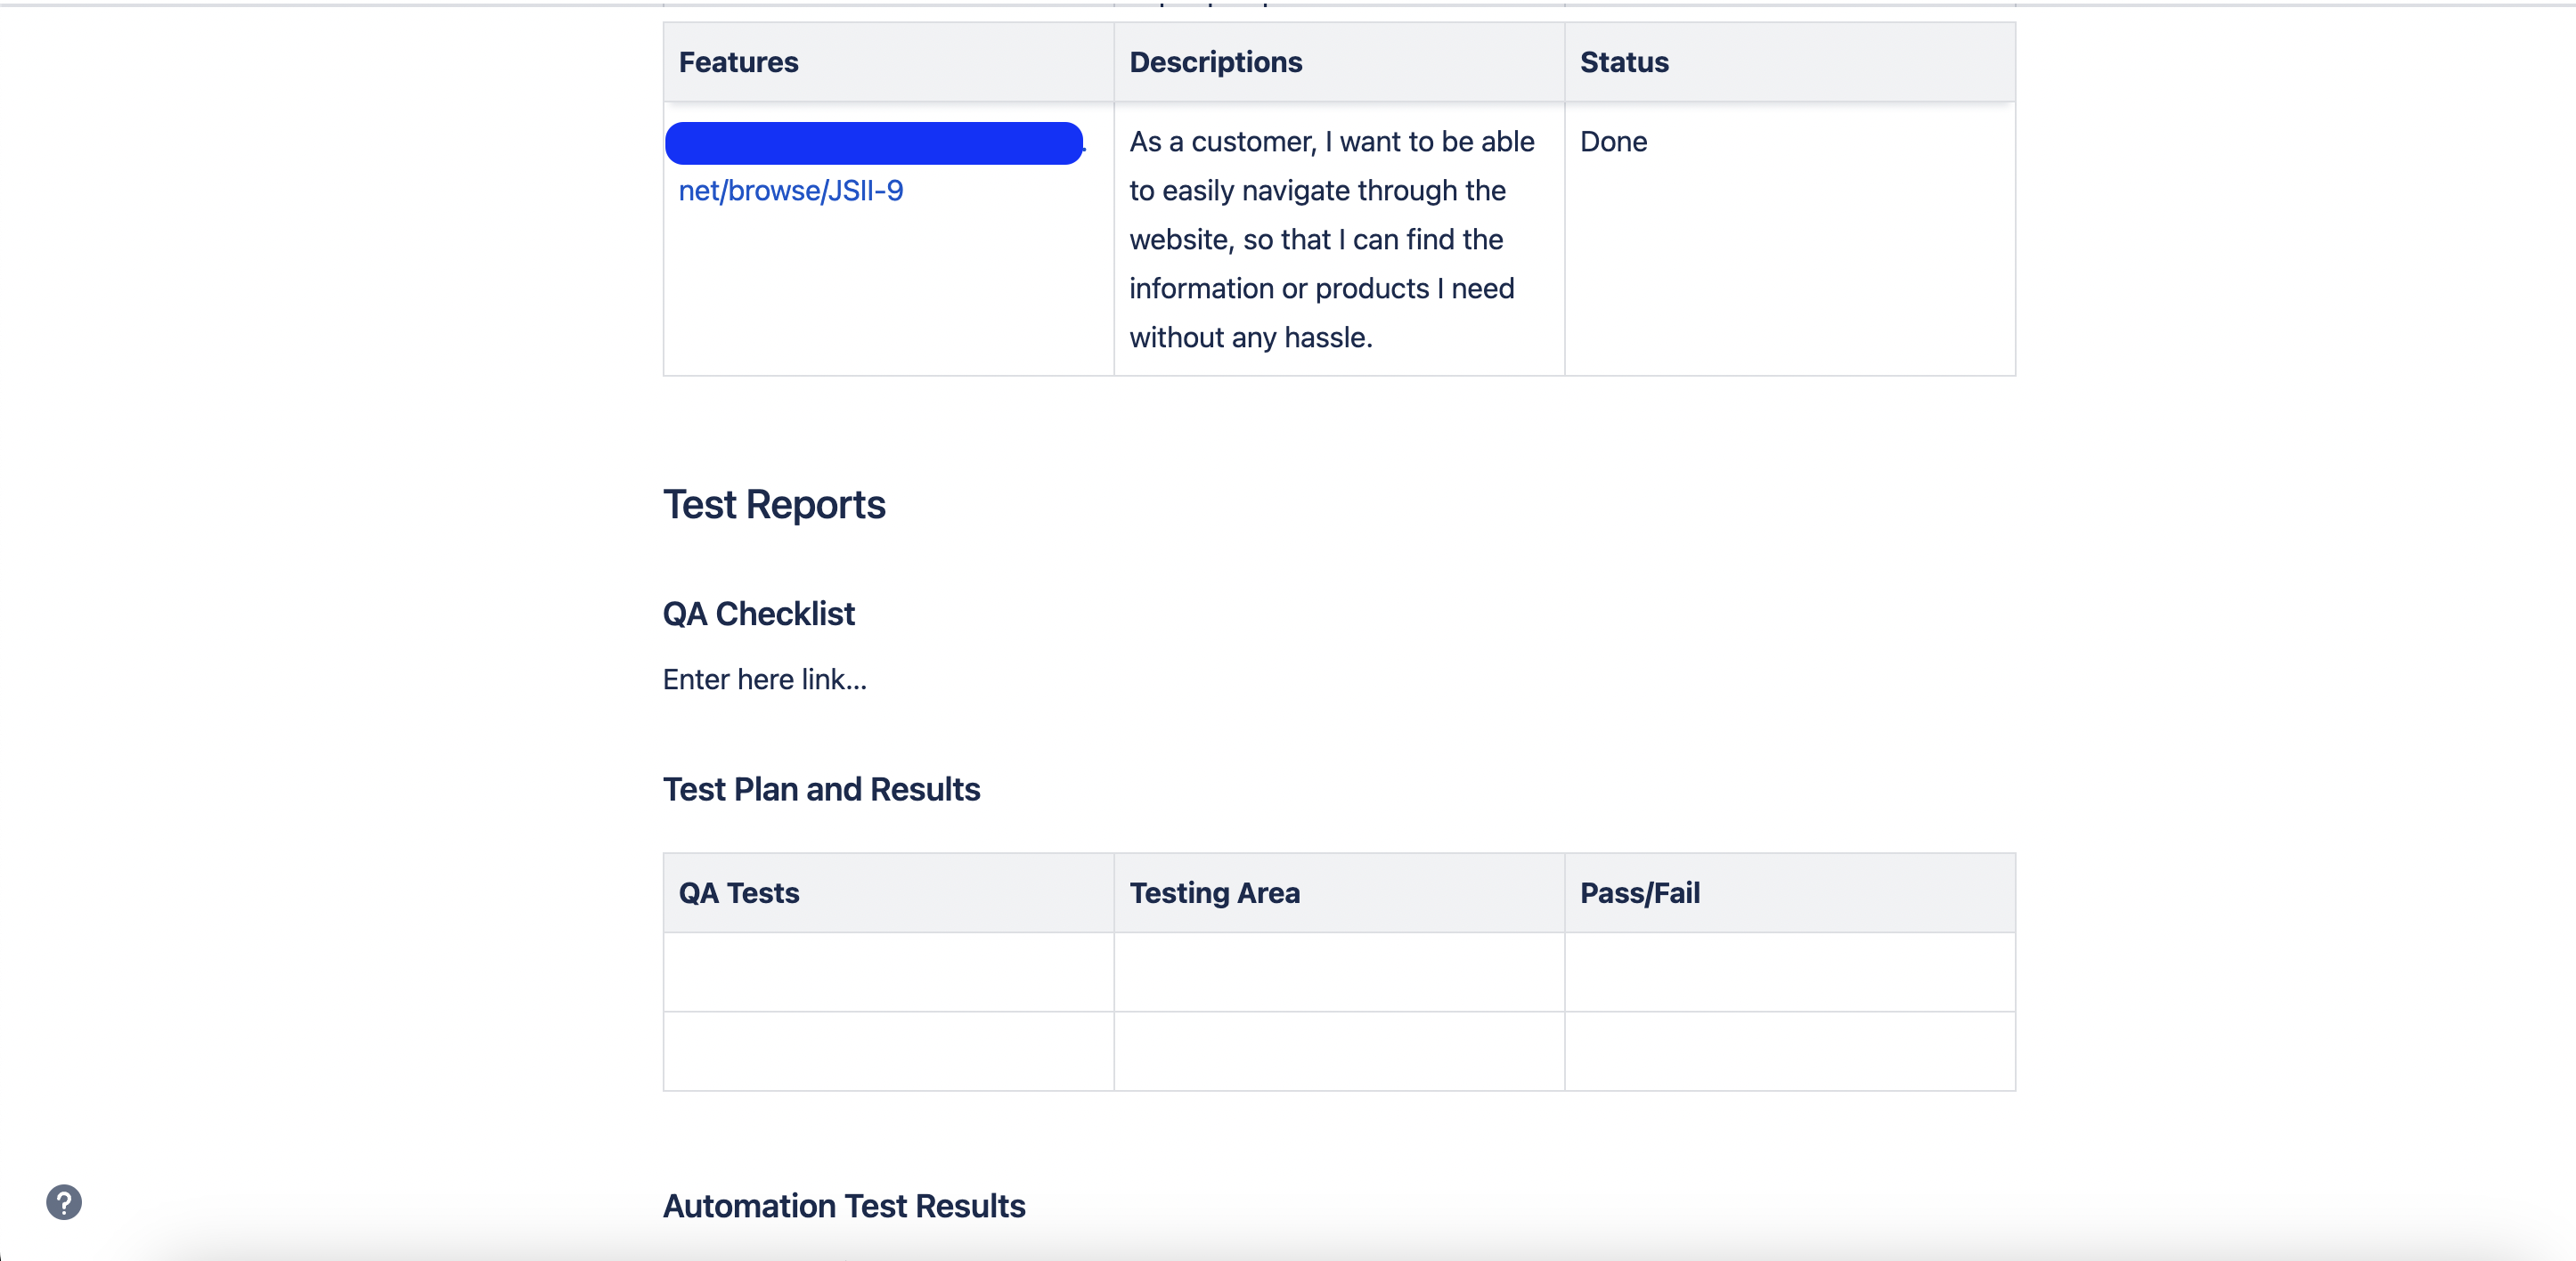 Features Descriptions Status
net/browse/JSII-9
As a customer, I want to be able
to easily navigate through the
website, so that I can find the
information or products I need
without any hassle.
Done
Test Reports
QA Checklist
Enter here link...
Test Plan and Results
QA Tests Testing Area Pass/Fail
Automation Test Results